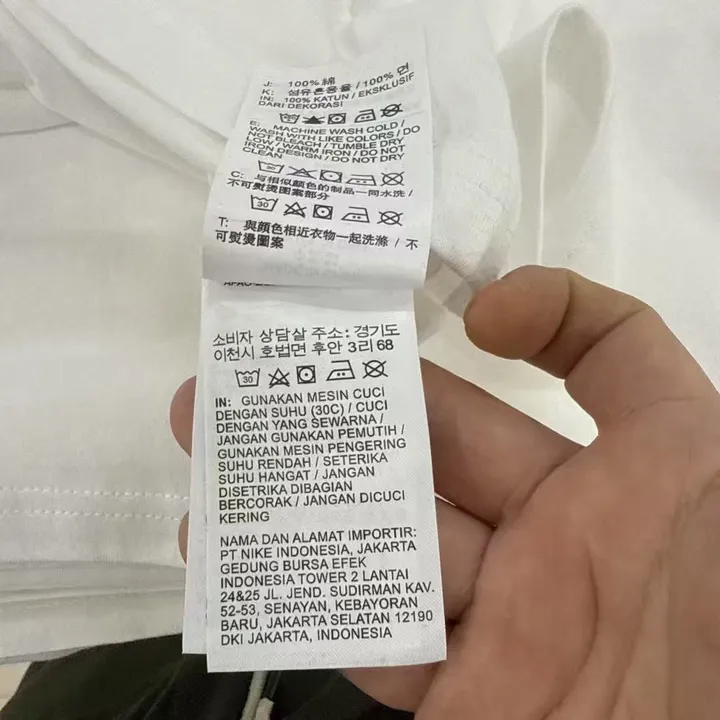 J: 100% 綿
K: 섬유혼용율 / 100% 면
IN: 100% KATUN / EKSKLUSIF
DARI DEKORASI
E: MACHINE WASH COLD /
WASH WITH LIKE COLORS / DO
NOT BLEACH / TUMBLE DRY
LOW / WARM IRON / DO NOT
IRON DESIGN / DO NOT DRY
CLEAN
30
C: 与相似颜色的制品一同水洗 /
不可熨烫图案部分
30
T: 與顏色相近衣物一起洗滌 / 不
可熨燙圖案
소비자 상담살 주소: 경기도
이천시 호법면 후안 3리 68
30
IN: GUNAKAN MESIN CUCI
DENGAN SUHU (30C) / CUCI
DENGAN YANG SEWARNA /
JANGAN GUNAKAN PEMUTIH /
GUNAKAN MESIN PENGERING
SUHU RENDAH / SETERIKA
SUHU HANGAT / JANGAN
DISETRIKA DIBAGIAN
BERCORAK / JANGAN DICUCI
KERING
NAMA DAN ALAMAT IMPORTIR:
PT NIKE INDONESIA, JAKARTA
GEDUNG BURSA EFEK
INDONESIA TOWER 2 LANTAI
24&25 JL. JEND. SUDIRMAN KAV.
52-53, SENAYAN, KEBAYORAN
BARU, JAKARTA SELATAN 12190
DKI JAKARTA, INDONESIA